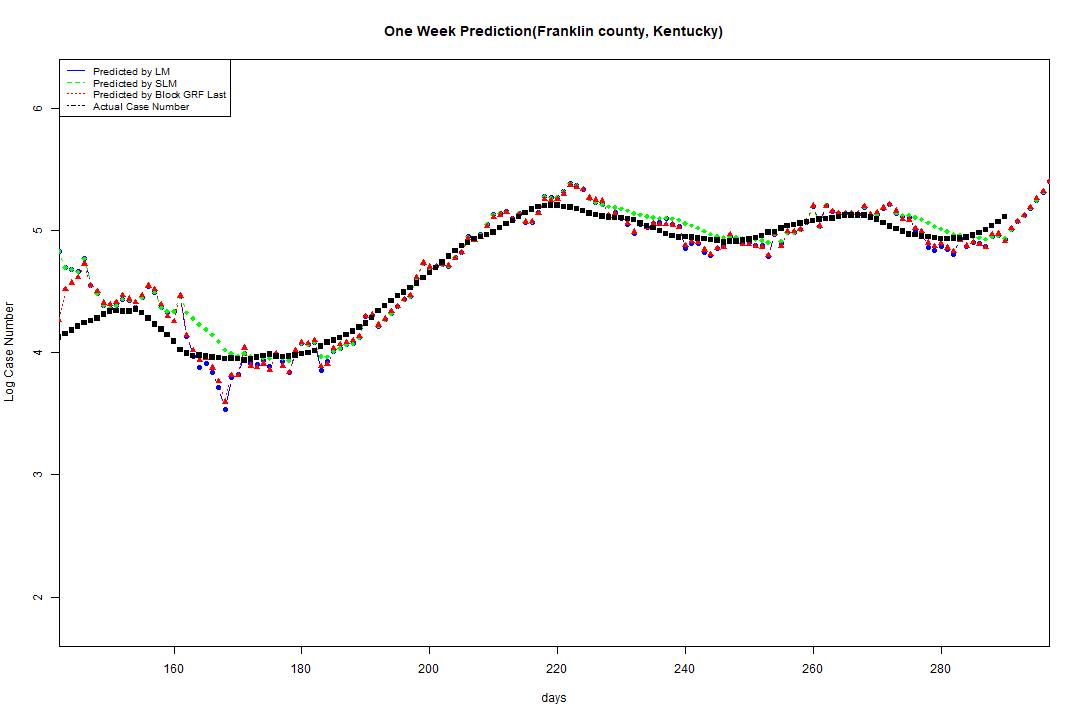 One Week Prediction(Franklin county, Kentucky)
Predicted by LM
Predicted by SLM
Predicted by Block GRF Last
Actual Case Number
6
5
4
3
2
Log Case Number
160 180 200 220 240 260 280
days